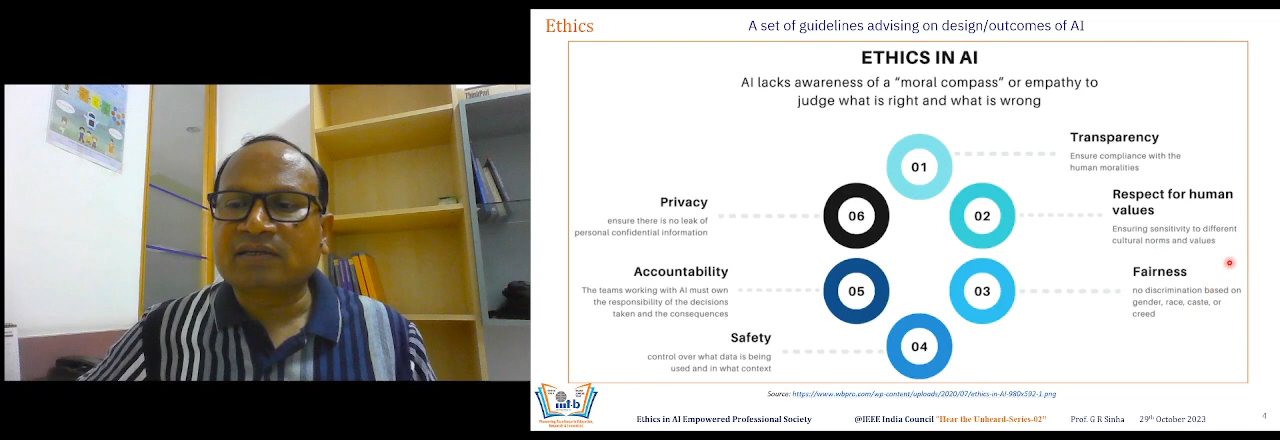 ThinkPad
Ethics
A set of guidelines advising on design/outcomes of AI
ETHICS IN AI
AI lacks awareness of a “moral compass” or empathy to
judge what is right and what is wrong
01
Transparency
Ensure compliance with the
human moralities
02
Respect for human
values
Ensuring sensitivity to different
cultural norms and values
03
Fairness
no discrimination based on
gender, race, caste, or
creed
04
Safety
control over what data is being
used and in what context
05
Accountability
The teams working with AI must own
the responsibility of the decisions
taken and the consequences
06
Privacy
ensure there is no leak of
personal confidential information
Source: https://www.wbpro.com/wp-content/uploads/2020/07/ethics-in-AI-980x592-1.png
Ethics in AI Empowered Professional Society @IEEE India Council "Hear the Unheard-Series-02" Prof. G R Sinha 29th October 2023
4